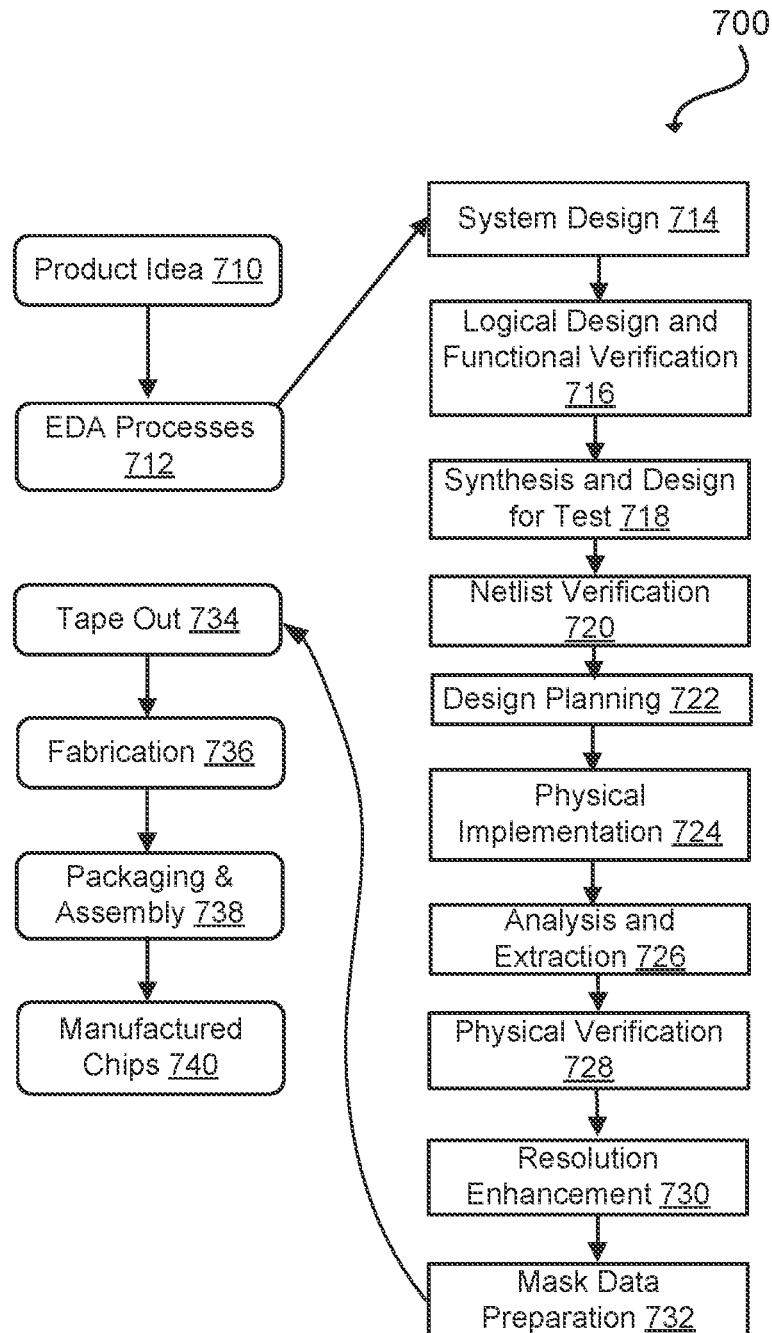 700
Product Idea 710
EDA Processes
712
System Design 714
Logical Design and
Functional Verification
716
Synthesis and Design
for Test 718
Netlist Verification
720
Design Planning 722
Physical
Implementation 724
Analysis and
Extraction 726
Physical Verification
728
Resolution
Enhancement 730
Mask Data
Preparation 732
Tape Out 734
Fabrication 736
Packaging &
Assembly 738
Manufactured
Chips 740